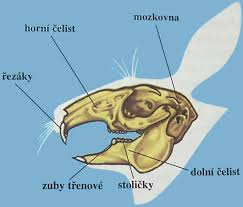 mozkovna
horní čelist
řezáky
dolní čelist
zuby třenové
stoličky